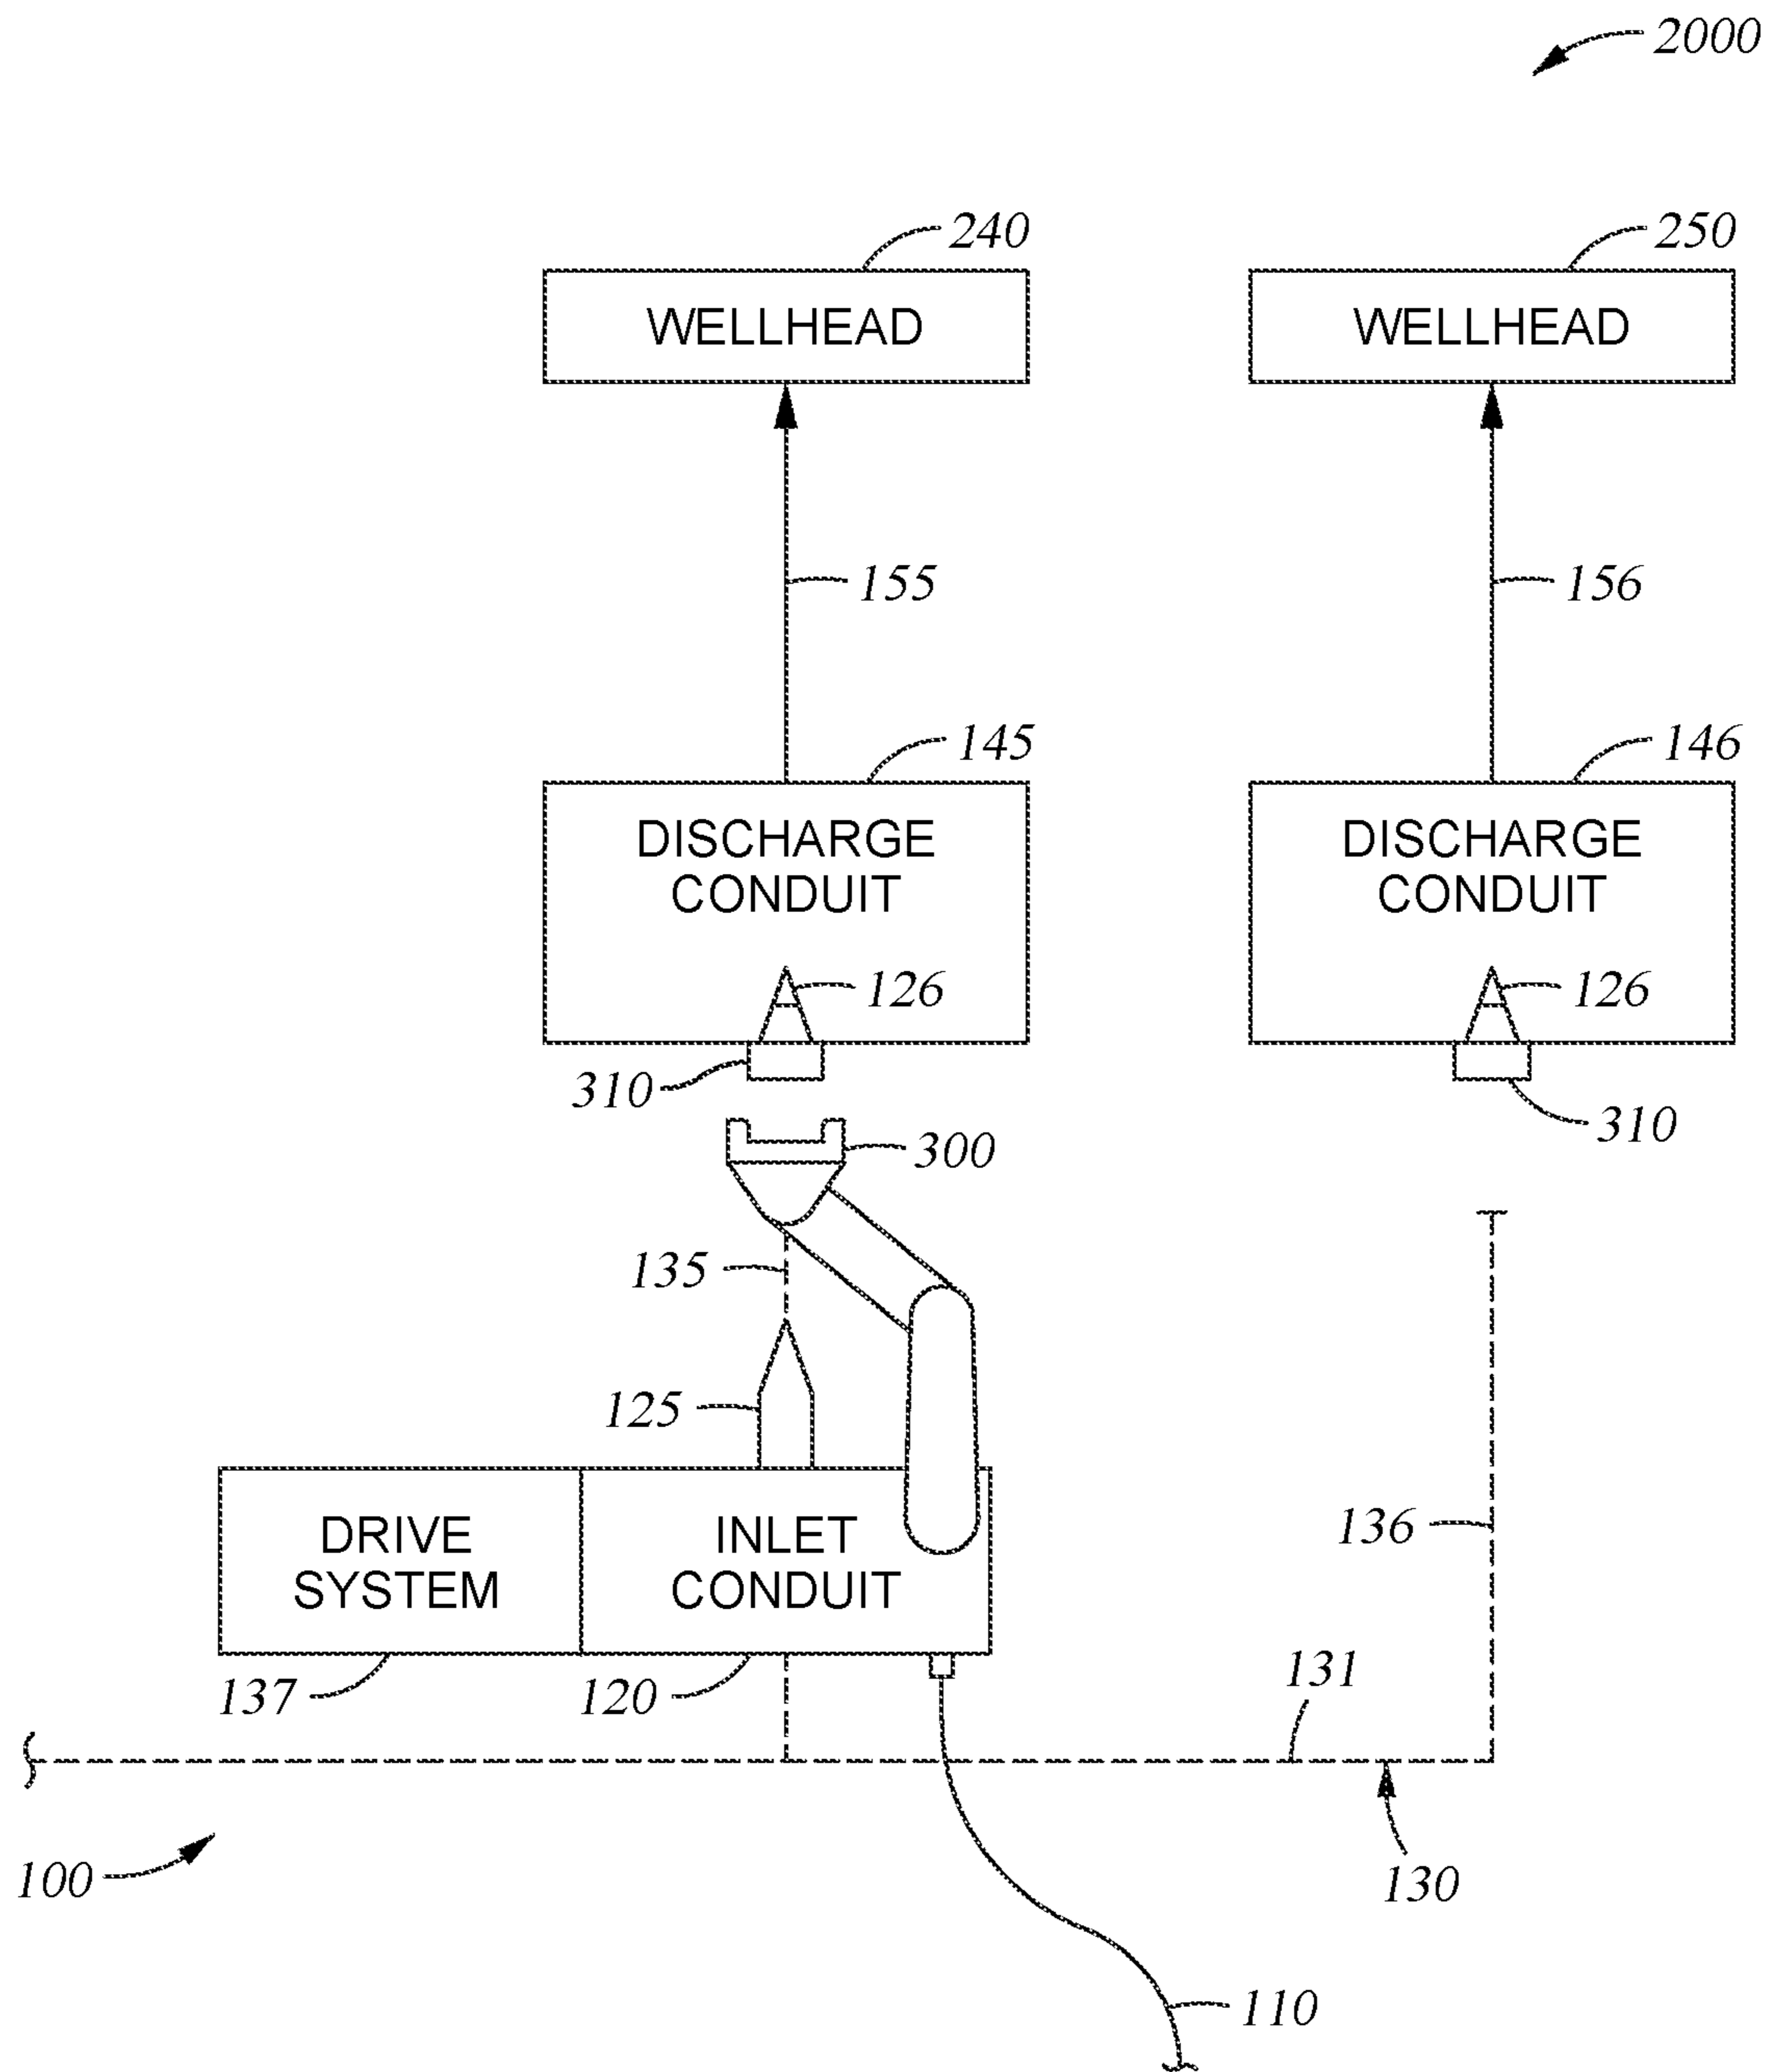 2000
240
250
WELLHEAD
WELLHEAD
155
156
145
146
DISCHARGE
CONDUIT
DISCHARGE
CONDUIT
126
126
310
310
300
135
125
DRIVE
SYSTEM
INLET
CONDUIT
136
137
120
131
100
130
110